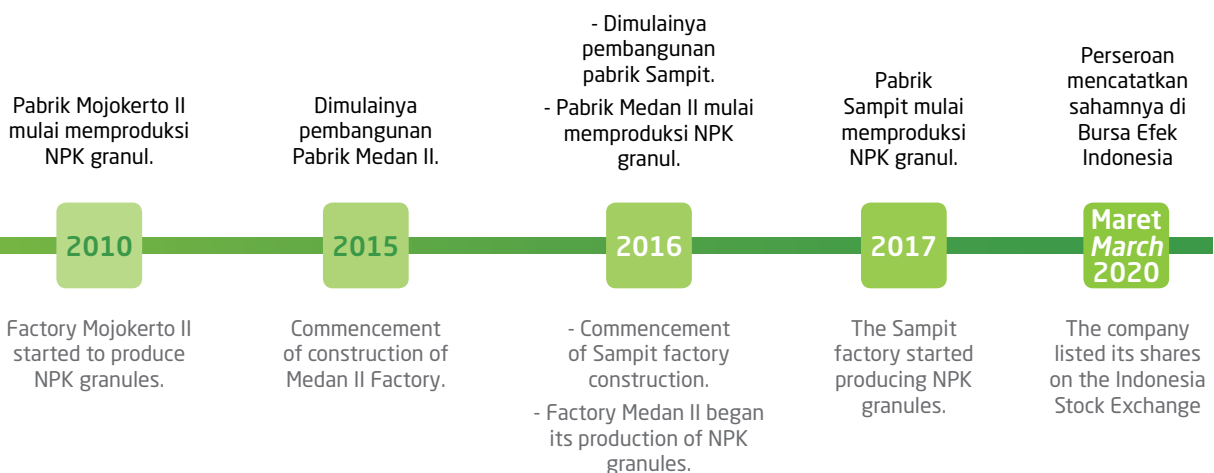 Pabrik Mojokerto II
mulai memproduksi
NPK granul.
2010
Factory Mojokerto II
started to produce
NPK granules.
Dimulainya
pembangunan
Pabrik Medan II.
2015
Commencement
of construction of
Medan II Factory.
- Dimulainya
pembangunan
pabrik Sampit.
- Pabrik Medan II mulai
memproduksi NPK
granul.
2016
- Commencement
of Sampit factory
construction.
- Factory Medan II began
its production of NPK
granules.
Pabrik
Sampit mulai
memproduksi
NPK granul.
2017
The Sampit
factory started
producing NPK
granules.
Perseroan
mencatatkan
sahamnya di
Bursa Efek
Indonesia
Maret
March
2020
The company
listed its shares
on the Indonesia
Stock Exchange